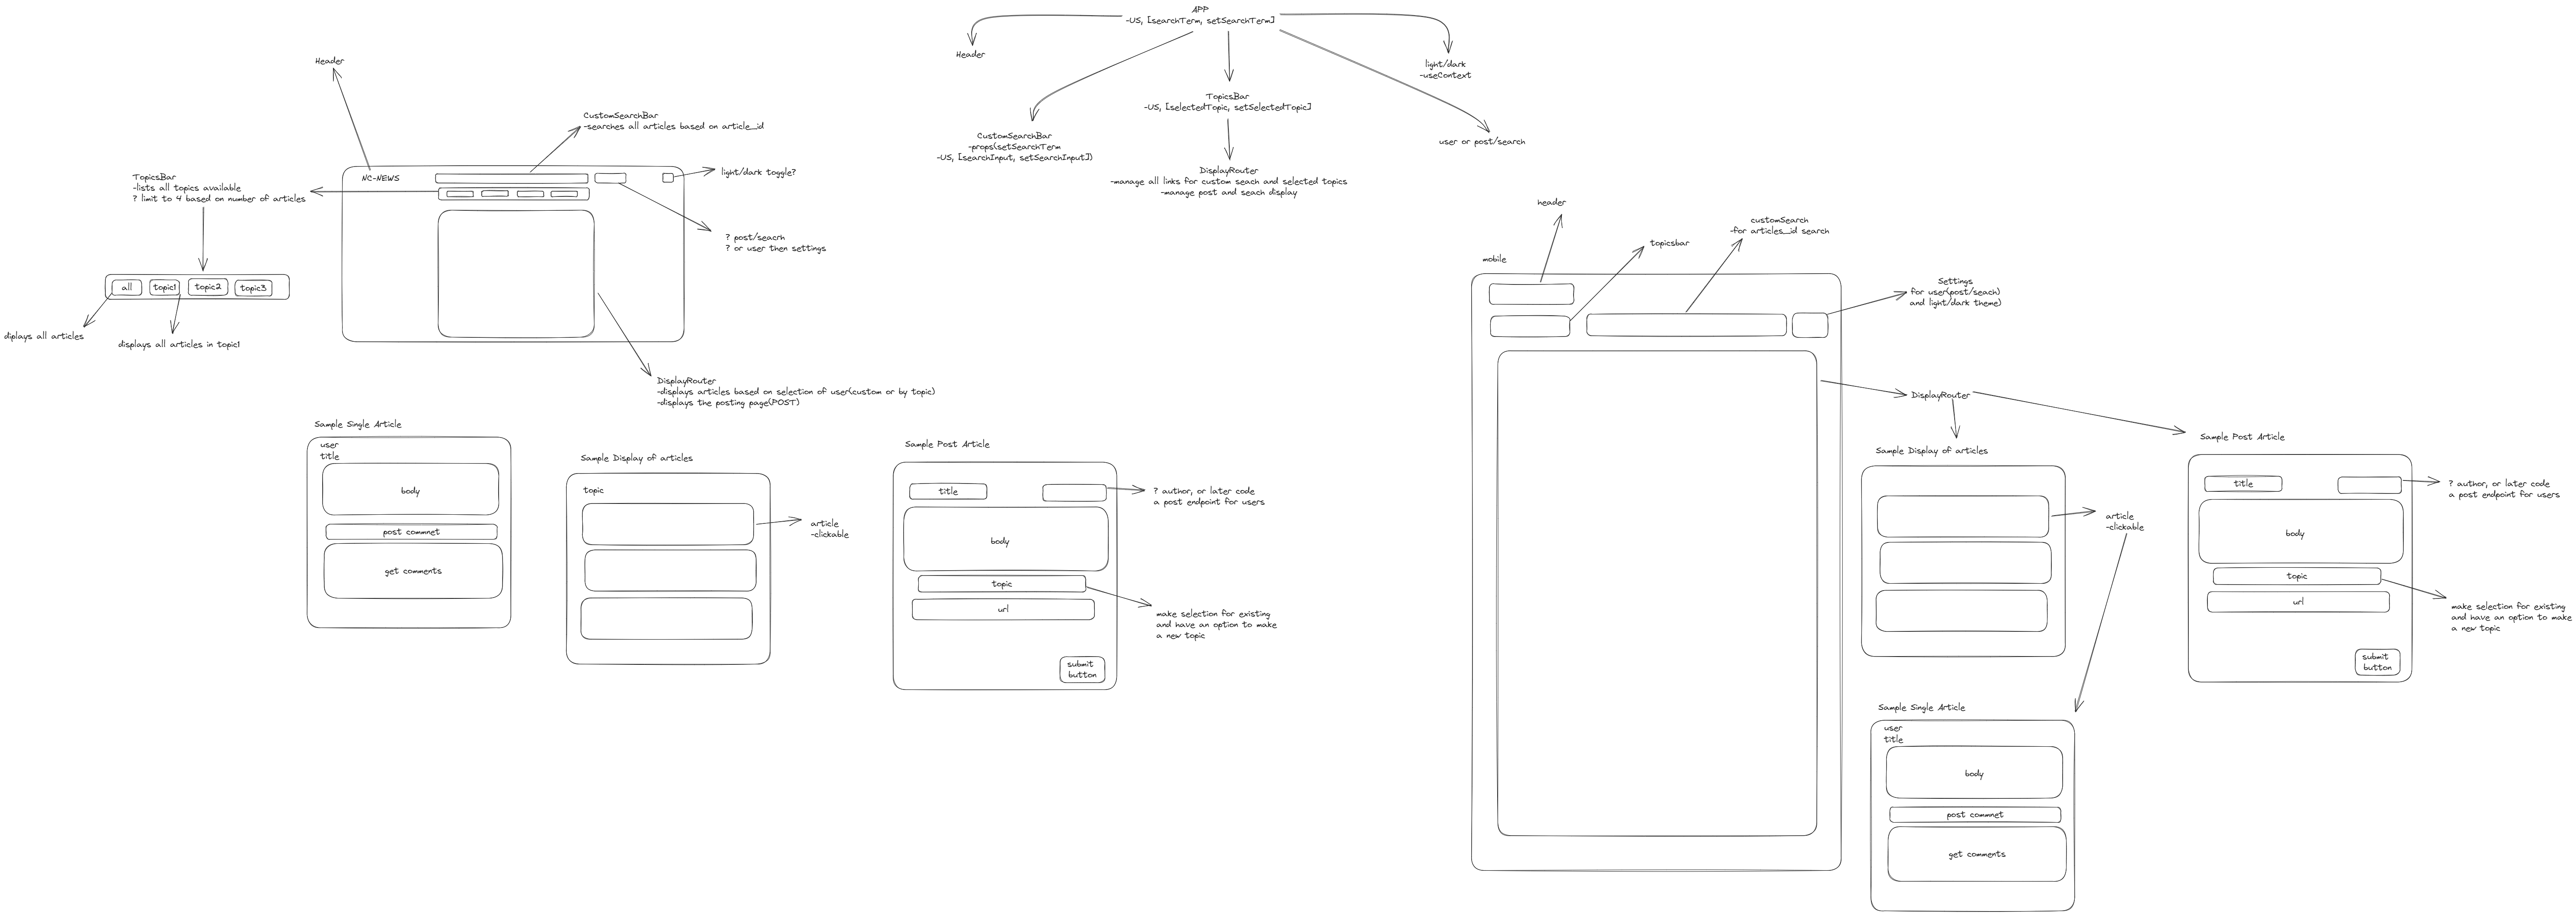 APP
-US, [searchTerm, setSearchTerm]
Header
light/dark
-useContext
TopicsBar
-US, [selectedTopic, setSelectedTopic]
CustomSearchBar
-props(setSearchTerm
-US, [searchInput, setSearchInput])
user or post/search
DisplayRouter
-manage all links for custom seach and selected topics
-manage post and seach display
Header
CustomSearchBar
-searches all articles based on article_id
NC-NEWS
light/dark toggle?
TopicsBar
-lists all topics available
? limit to 4 based on number of articles
? post/seacrh
? or user then settings
all
topic1
topic2
topic3
diplays all articles
displays all articles in topic1
DisplayRouter
-displays articles based on selection of user(custom or by topic)
-displays the posting page(POST)
Sample Single Article
user
title
body
post commnet
get comments
Sample Display of articles
topic
article
-clickable
Sample Post Article
title
? author, or later code
a post endpoint for users
body
topic
url
make selection for existing
and have an option to make
a new topic
submit
button
header
customSearch
-for articles_id search
topicsbar
mobile
Settings
for user(post/seach)
and light/dark theme)
DisplayRouter
Sample Display of articles
article
-clickable
Sample Post Article
title
? author, or later code
a post endpoint for users
body
topic
url
make selection for existing
and have an option to make
a new topic
submit
button
Sample Single Article
user
title
body
post commnet
get comments